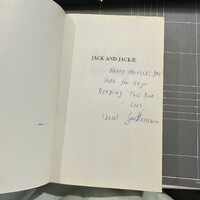 JACK AND JACKIE
Happy Mother's Day
Hope you enjoy
Reading This Book
Love,